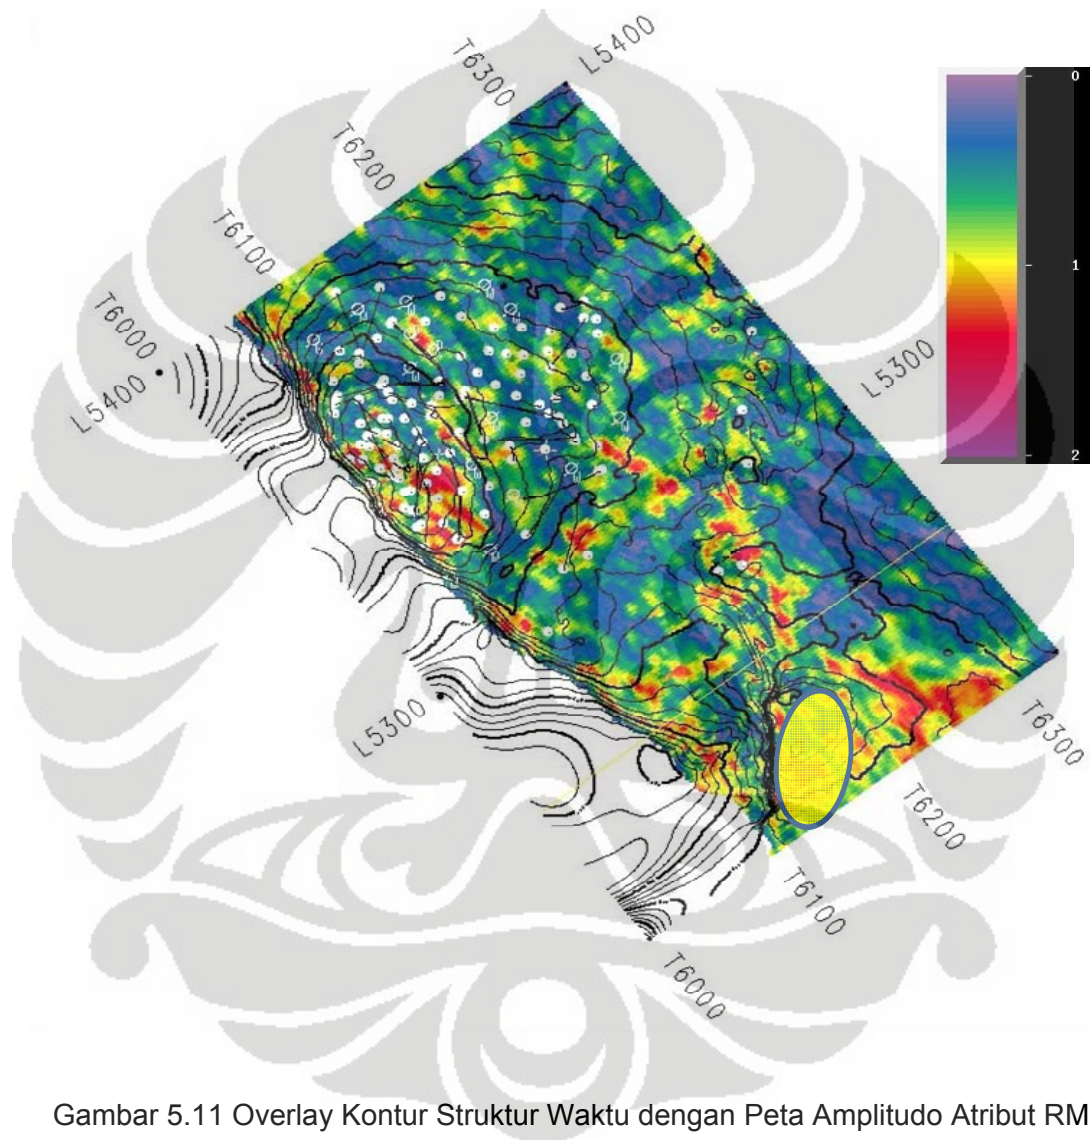 L5400
T6300
T6200
T6100
T6000
L5400
0
1
2
L5300
L5300
T6300
T6200
T6100
T6000
Gambar 5.11 Overlay Kontur Struktur Waktu dengan Peta Amplitudo Atribut RM